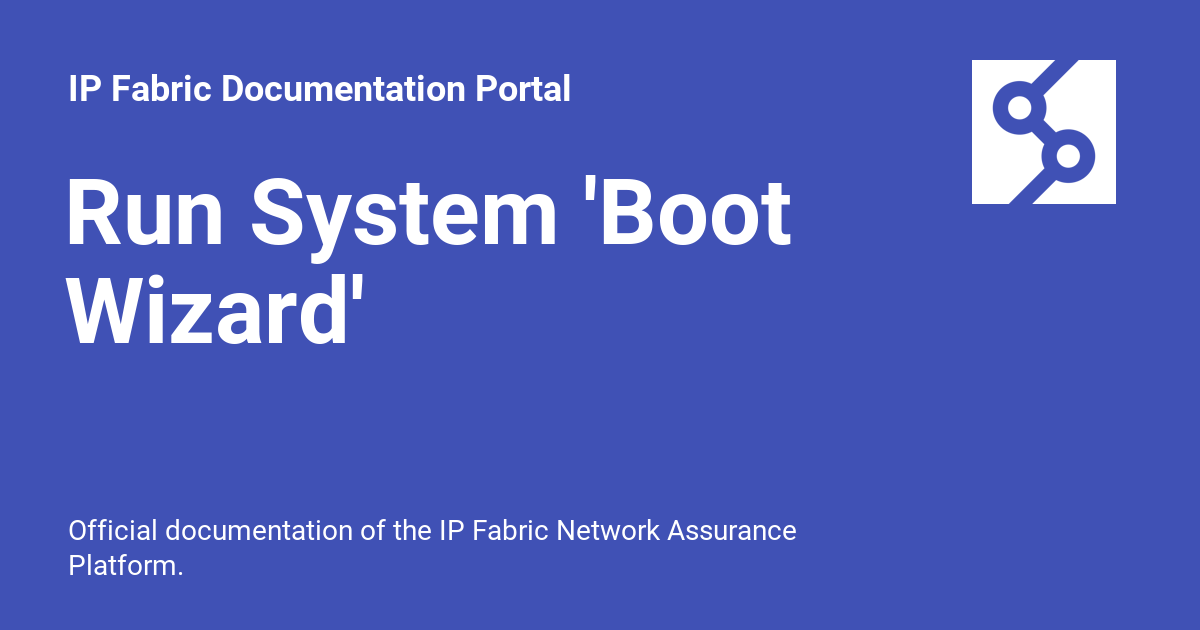 IP Fabric Documentation Portal
Run System 'Boot
Wizard'
Official documentation of the IP Fabric Network Assurance
Platform.